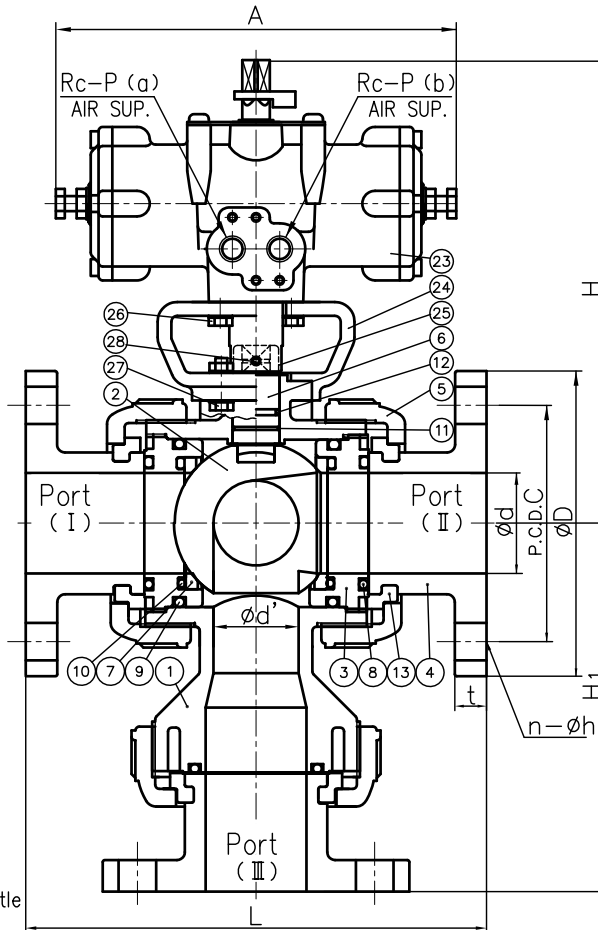 A
Rc-P (a)
AIR SUP.
Rc-P (b)
AIR SUP.
H
23
24
25
26
6
28
12
27
5
2
11
Port
(Ⅰ)
Port
(Ⅱ)
Ød
P.C.D.C
ØD
Ød'
10
7
9
1
3
8
13
4
t
H1
n-Øh
Port
(Ⅲ)
tle
L